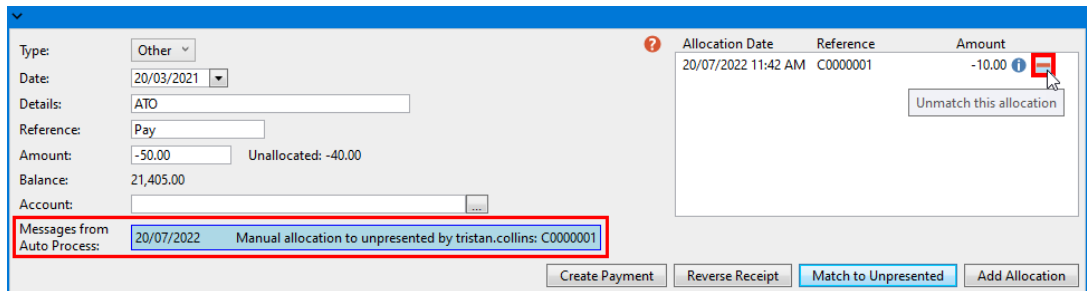 Type: Other
Date: 20/03/2021
Details: ATO
Reference: Pay
Amount: -50.00 Unallocated: -40.00
Balance: 21,405.00
Account: ...
Messages from
Auto Process: 20/07/2022 Manual allocation to unpresented by tristan.collins: C0000001
?
Allocation Date Reference Amount
20/07/2022 11:42 AM C0000001 -10.00 i
Unmatch this allocation
Create Payment Reverse Receipt Match to Unpresented Add Allocation